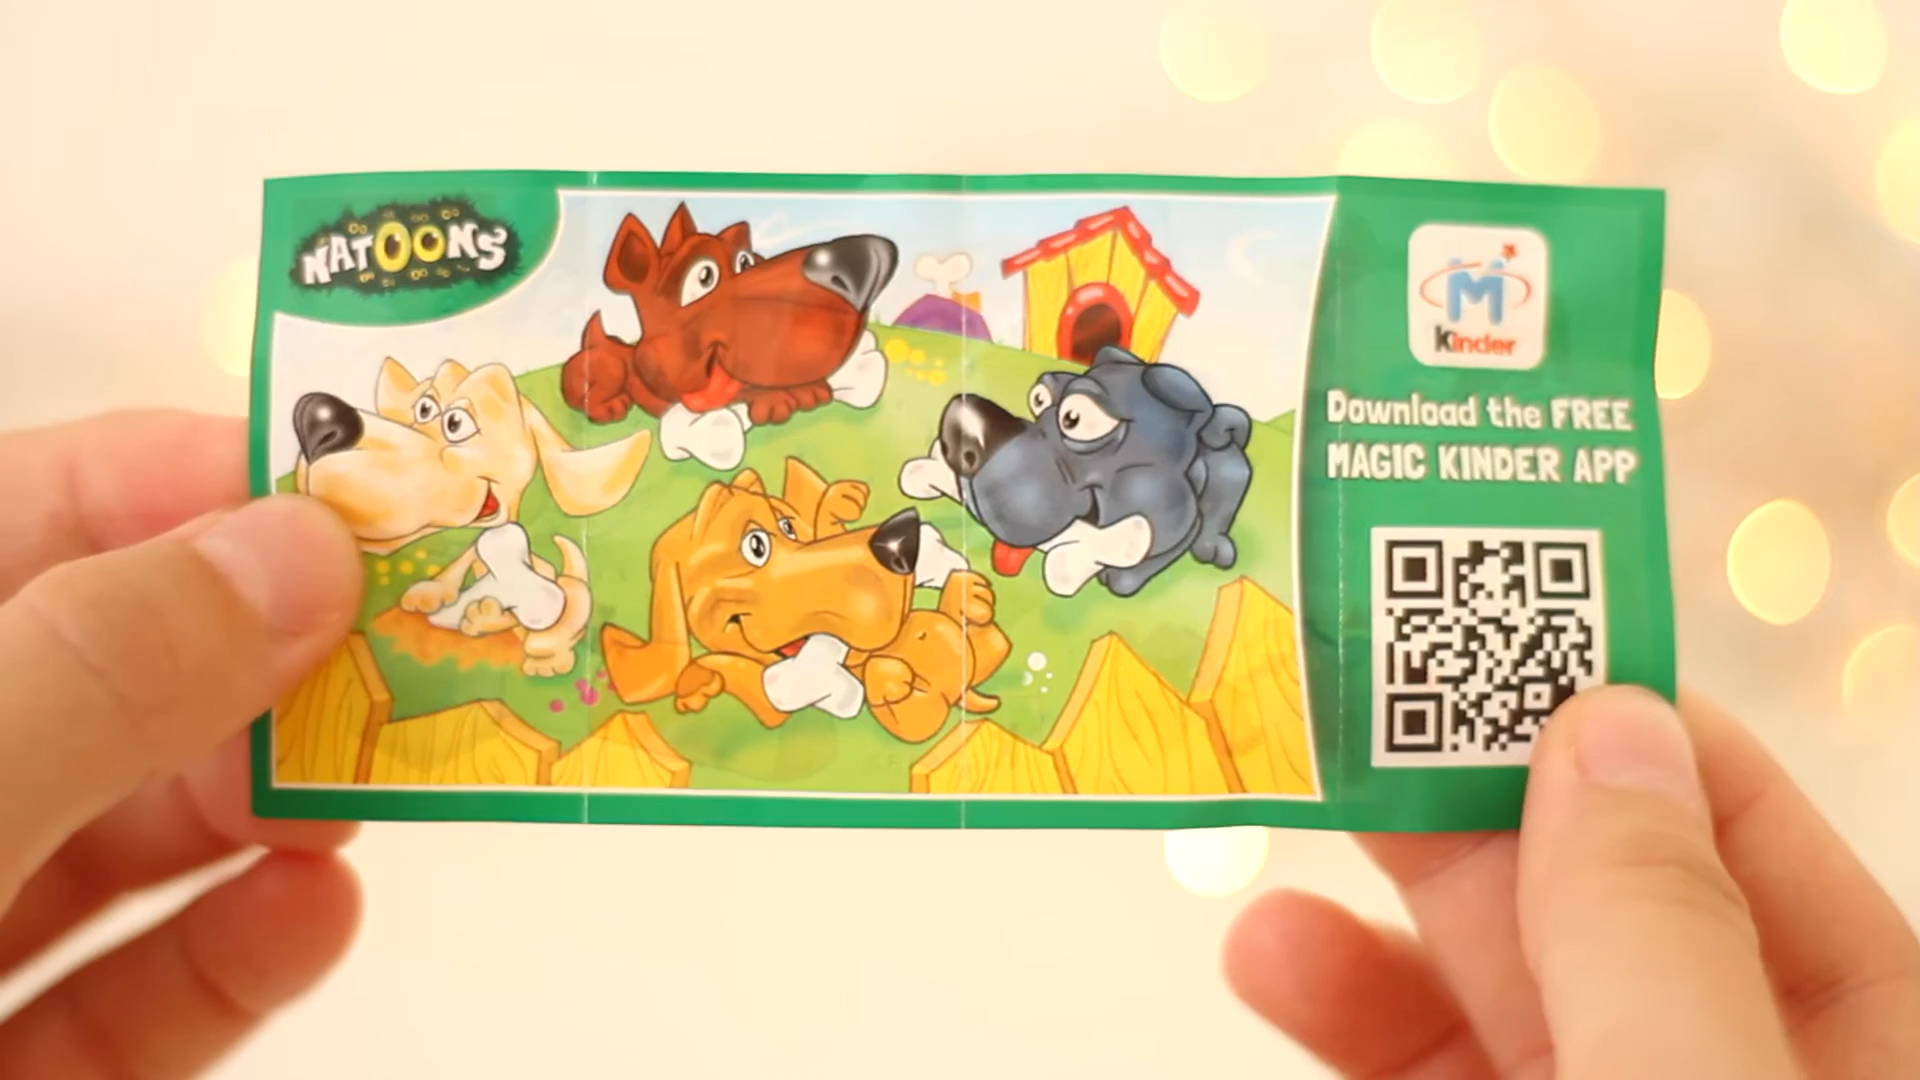 NATOONS
M
Kinder
Download the FREE
MAGIC KINDER APP